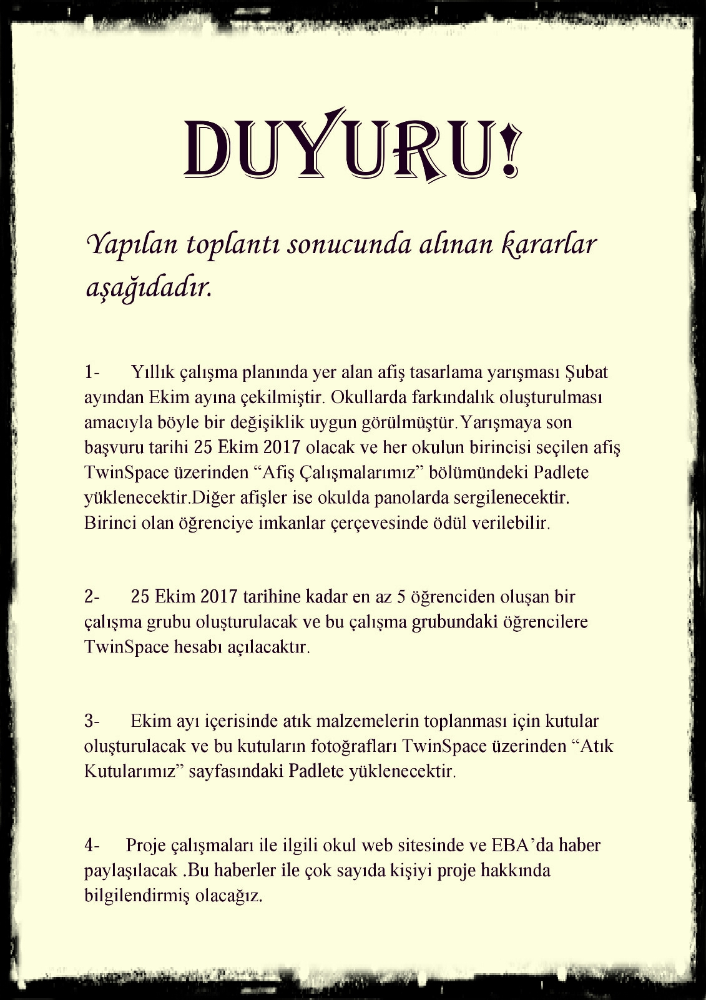 DUYURU!
Yapılan toplantı sonucunda alınan kararlar
aşağıdadır.
1- Yıllık çalışma planında yer alan afiş tasarlama yarışması Şubat
ayından Ekim ayına çekilmiştir. Okullarda farkındalık oluşturulması
amacıyla böyle bir değişiklik uygun görülmüştür.Yarışmaya son
başvuru tarihi 25 Ekim 2017 olacak ve her okulun birincisi seçilen afiş
TwinSpace üzerinden “Afiş Çalışmalarımız” bölümündeki Padlete
yüklenecektir.Diğer afişler ise okulda panolarda sergilenecektir.
Birinci olan öğrenciye imkanlar çerçevesinde ödül verilebilir.
2- 25 Ekim 2017 tarihine kadar en az 5 öğrenciden oluşan bir
çalışma grubu oluşturulacak ve bu çalışma grubundaki öğrencilere
TwinSpace hesabı açılacaktır.
3- Ekim ayı içerisinde atık malzemelerin toplanması için kutular
oluşturulacak ve bu kutuların fotoğrafları TwinSpace üzerinden “Atık
Kutularımız” sayfasındaki Padlete yüklenecektir.
4- Proje çalışmaları ile ilgili okul web sitesinde ve EBA’da haber
paylaşılacak .Bu haberler ile çok sayıda kişiyi proje hakkında
bilgilendirmiş olacağız.